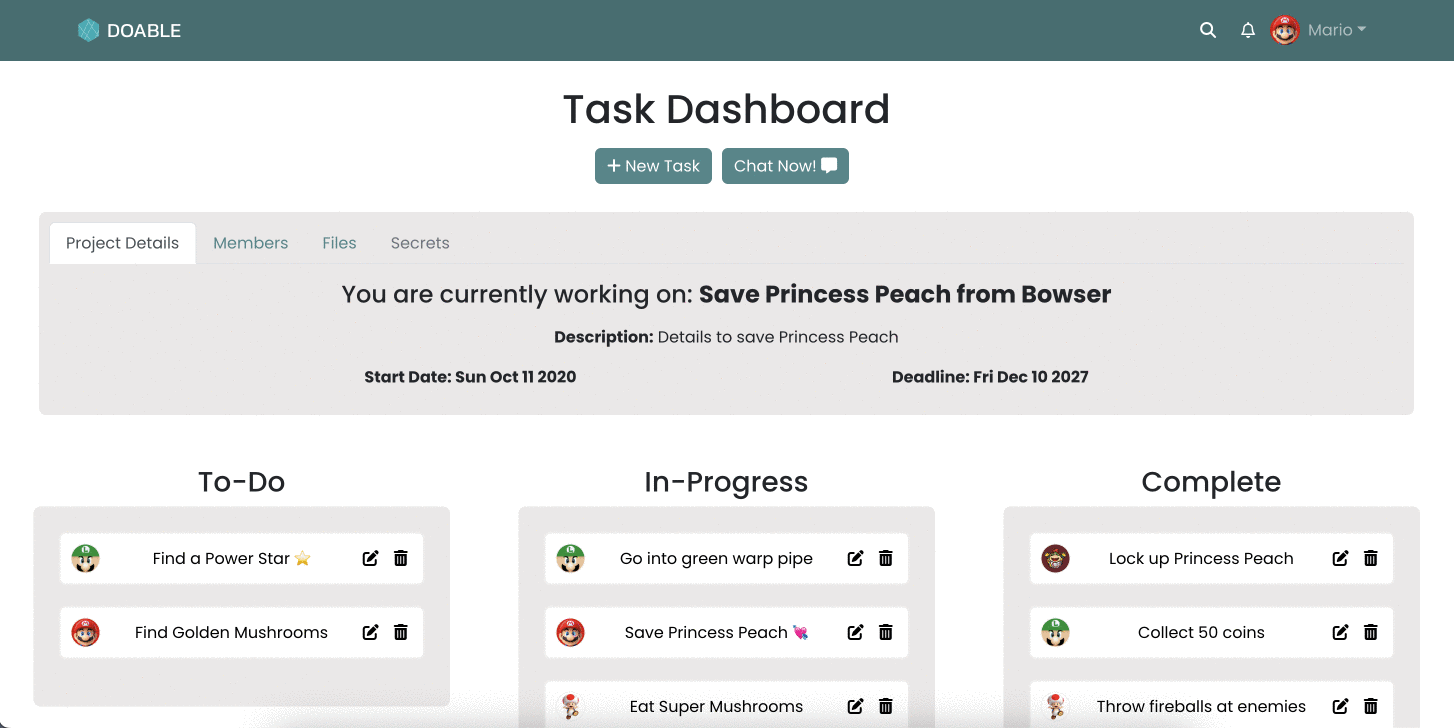 DOABLE
Mario
Task Dashboard
+ New Task
Chat Now!
Project Details
Members
Files
Secrets
You are currently working on: Save Princess Peach from Bowser
Description: Details to save Princess Peach
Start Date: Sun Oct 11 2020
Deadline: Fri Dec 10 2027
To-Do
Find a Power Star ⭐
Find Golden Mushrooms
In-Progress
Go into green warp pipe
Save Princess Peach 💘
Eat Super Mushrooms
Complete
Lock up Princess Peach
Collect 50 coins
Throw fireballs at enemies